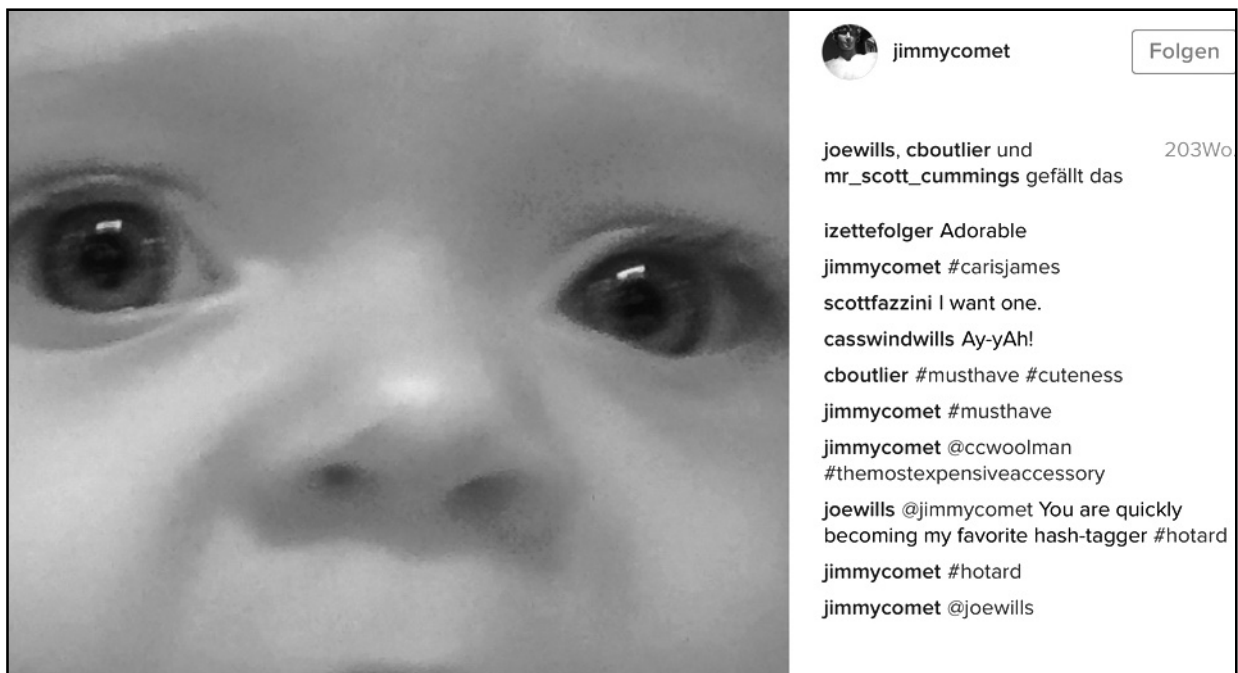 jimmycomet
Folgen
joewills, cboutlier und
203Wo.
mr_scott_cummings gefällt das
izettefolger Adorable
jimmycomet #carisjames
scottfazzini I want one.
casswindwills Ay-yAh!
cboutlier #musthave #cuteness
jimmycomet #musthave
jimmycomet @ccwoolman
#themostexpensiveaccessory
joewills @jimmycomet You are quickly
becoming my favorite hash-tagger #hotard
jimmycomet #hotard
jimmycomet @joewills